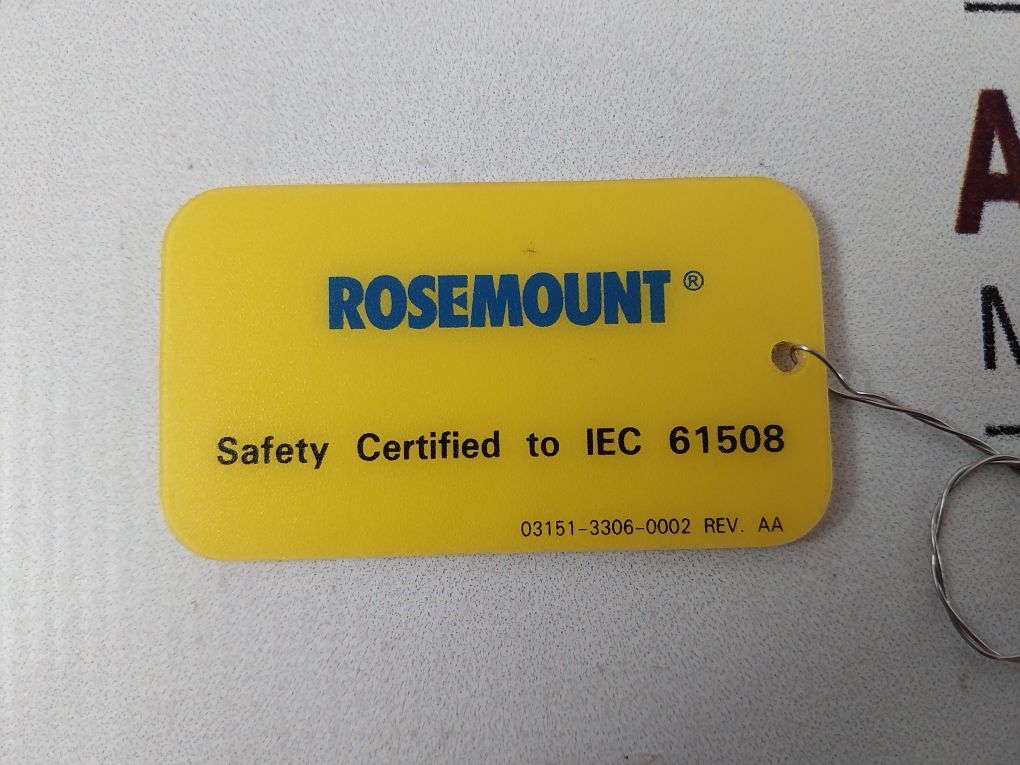 ROSEMOUNT®
Safety Certified to IEC 61508
03151-3306-0002 REV. AA
A